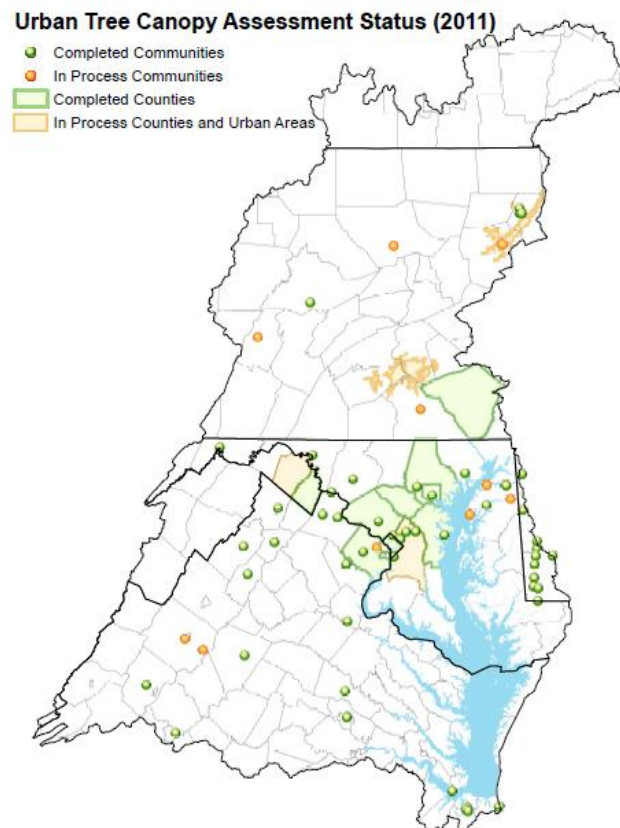 Urban Tree Canopy Assessment Status (2011)
Completed Communities
In Process Communities
Completed Counties
In Process Counties and Urban Areas